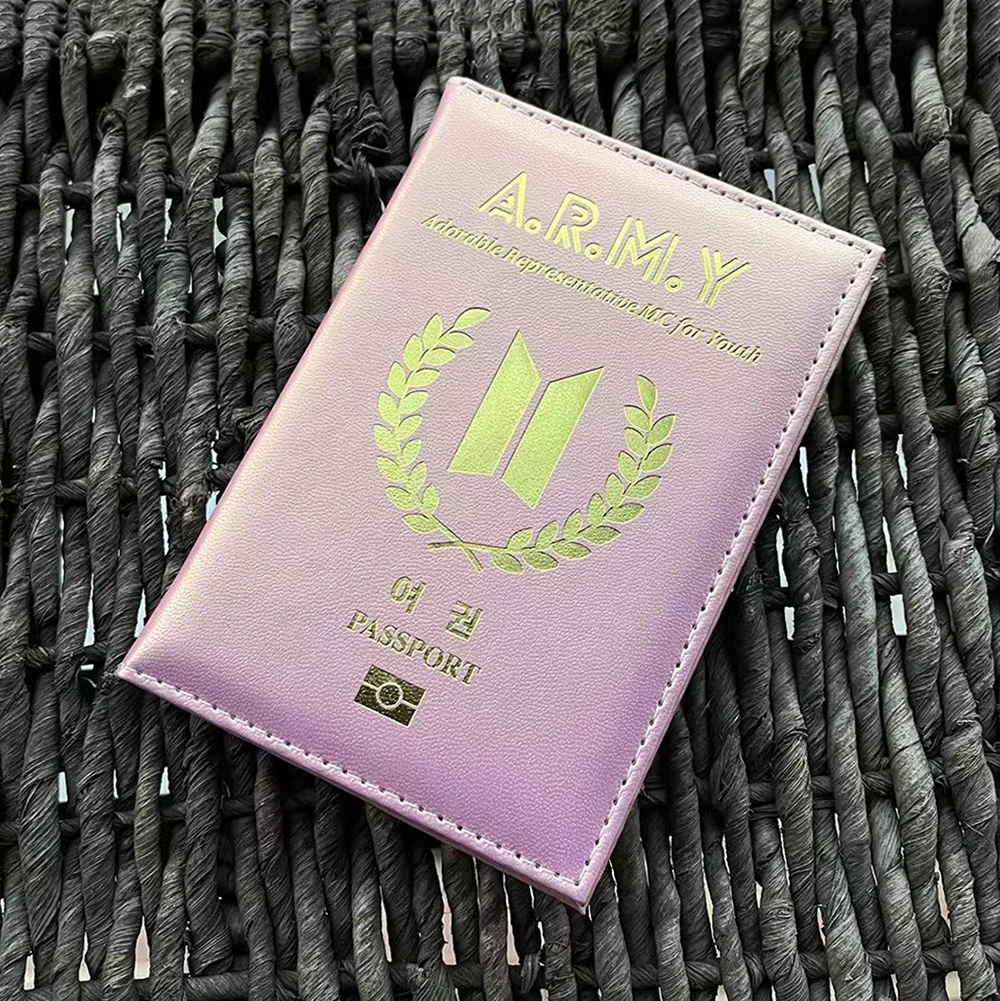 A.R.M.Y
Adorable Representative M.C for Youth
여 권
PASSPORT